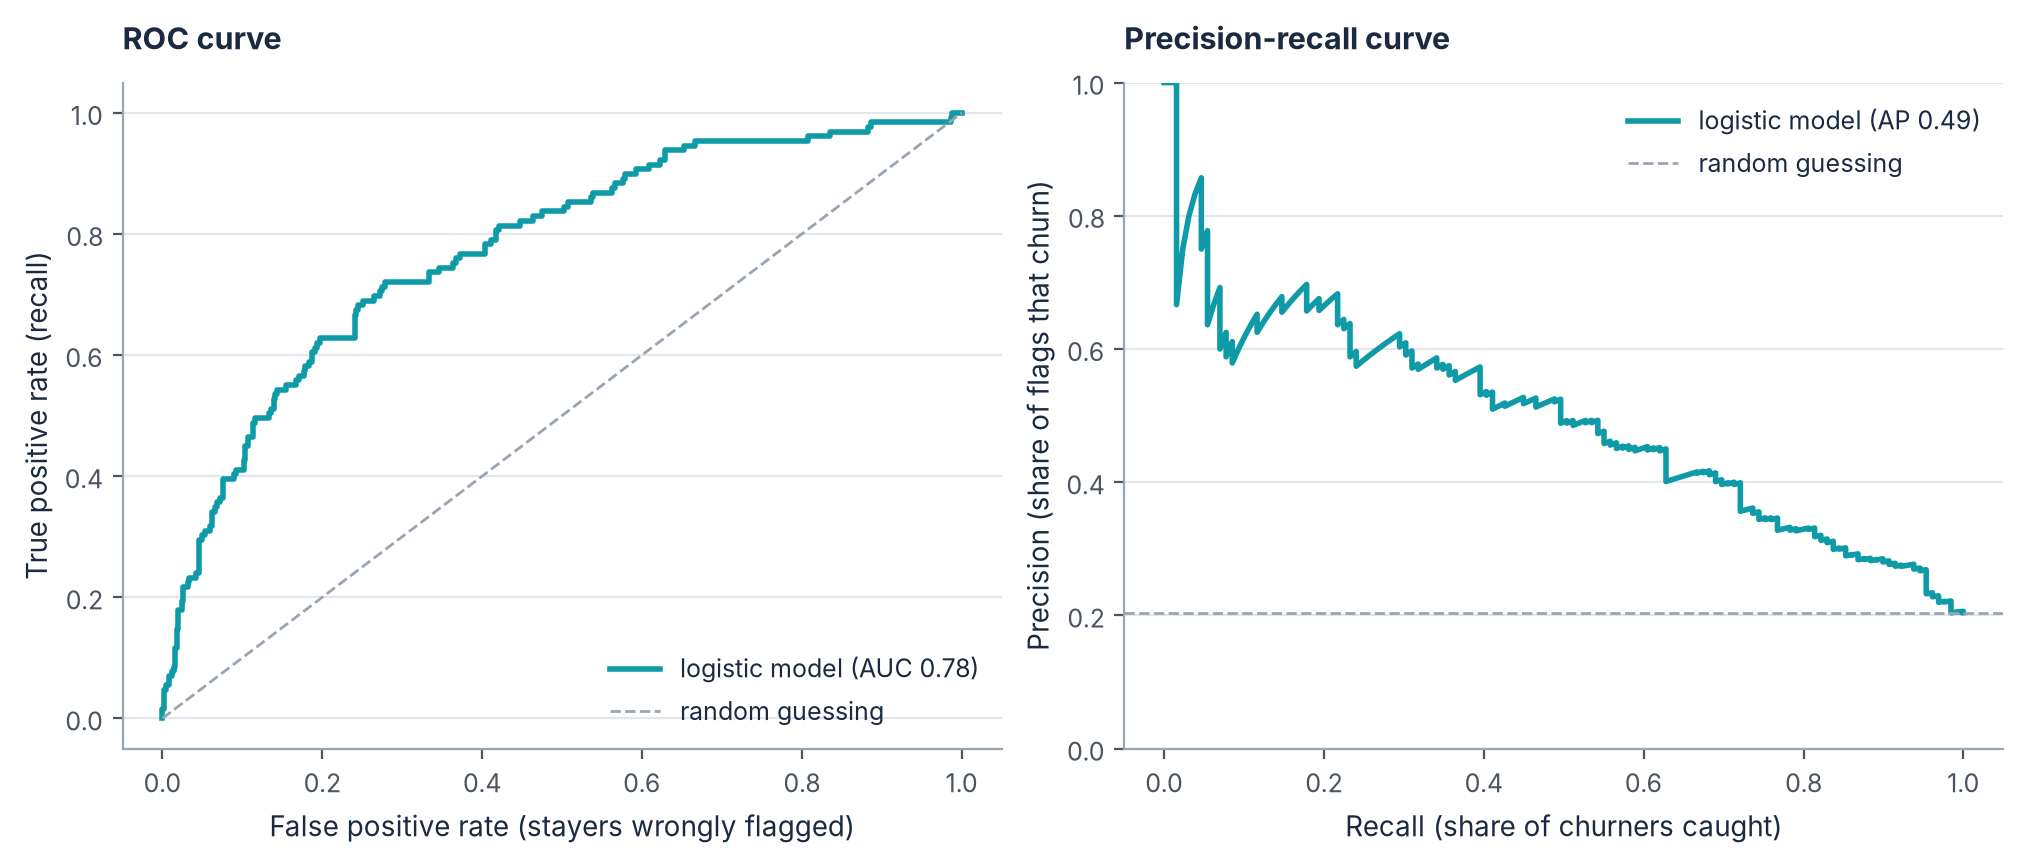 ROC curve
True positive rate (recall)
1.0
0.8
0.6
0.4
0.2
0.0
logistic model (AUC 0.78)
random guessing
0.0 0.2 0.4 0.6 0.8 1.0
False positive rate (stayers wrongly flagged)
Precision-recall curve
Precision (share of flags that churn)
1.0
0.8
0.6
0.4
0.2
0.0
logistic model (AP 0.49)
random guessing
0.0 0.2 0.4 0.6 0.8 1.0
Recall (share of churners caught)